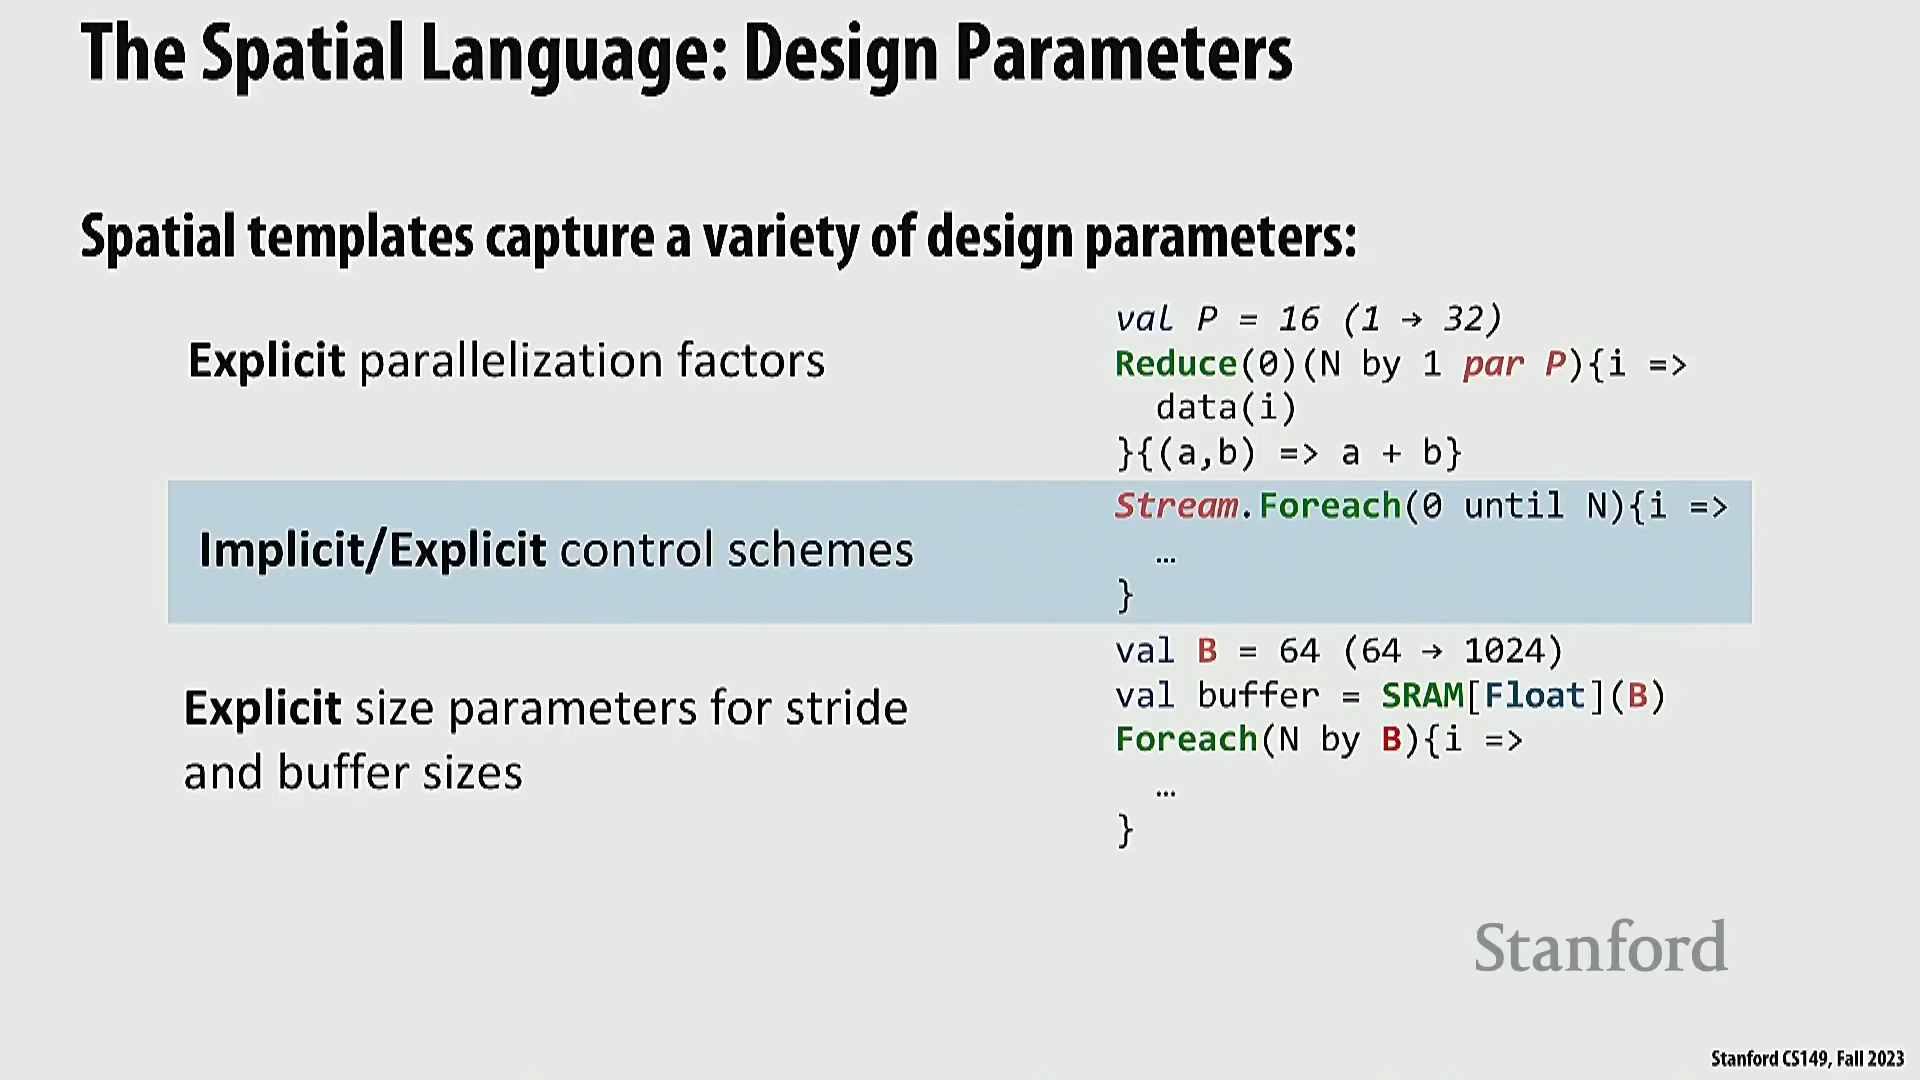 The Spatial Language: Design Parameters
Spatial templates capture a variety of design parameters:
Explicit parallelization factors
val P = 16 (1 → 32)
Reduce(0)(N by 1 par P){i =>
data(i)
}{(a,b) => a + b}
Implicit/Explicit control schemes
Stream.Foreach(0 until N){i =>
…
}
Explicit size parameters for stride
and buffer sizes
val B = 64 (64 → 1024)
val buffer = SRAM[Float](B)
Foreach(N by B){i =>
…
}
Stanford
Stanford CS149, Fall 2023